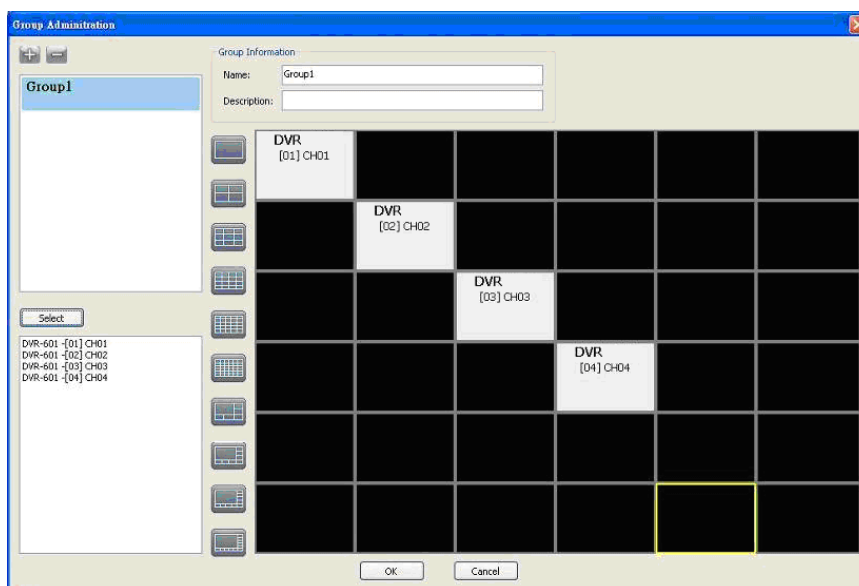 Group Adminitration
Group Information
Name: Group1
Description:
Group1
DVR
[01] CH01
DVR
[02] CH02
DVR
[03] CH03
DVR
[04] CH04
Select
DVR-601 -[01] CH01
DVR-601 -[02] CH02
DVR-601 -[03] CH03
DVR-601 -[04] CH04
OK Cancel